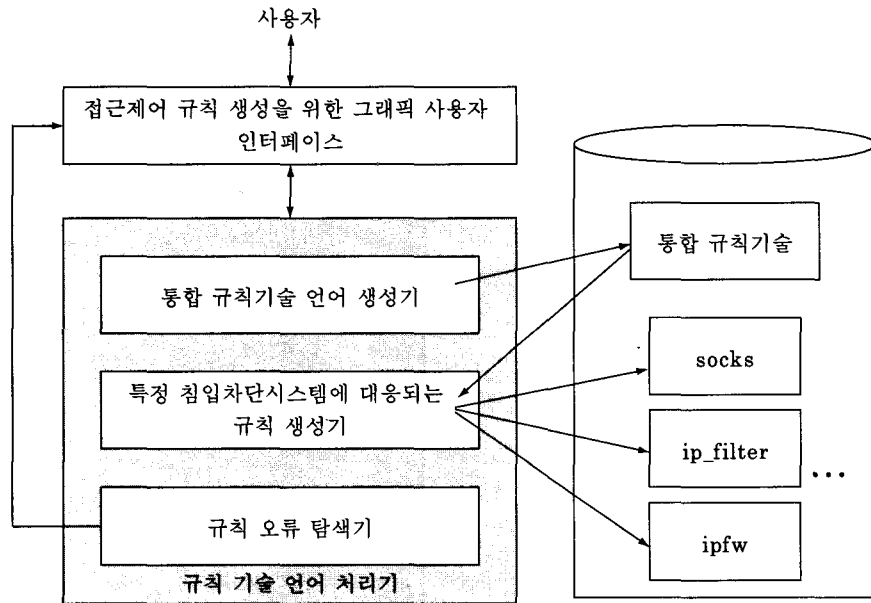 사용자
접근제어 규칙 생성을 위한 그래픽 사용자
인터페이스
통합 규칙기술
통합 규칙기술 언어 생성기
socks
특정 침입차단시스템에 대응되는
규칙 생성기
ip_filter
...
규칙 오류 탐색기
ipfw
규칙 기술 언어 처리기